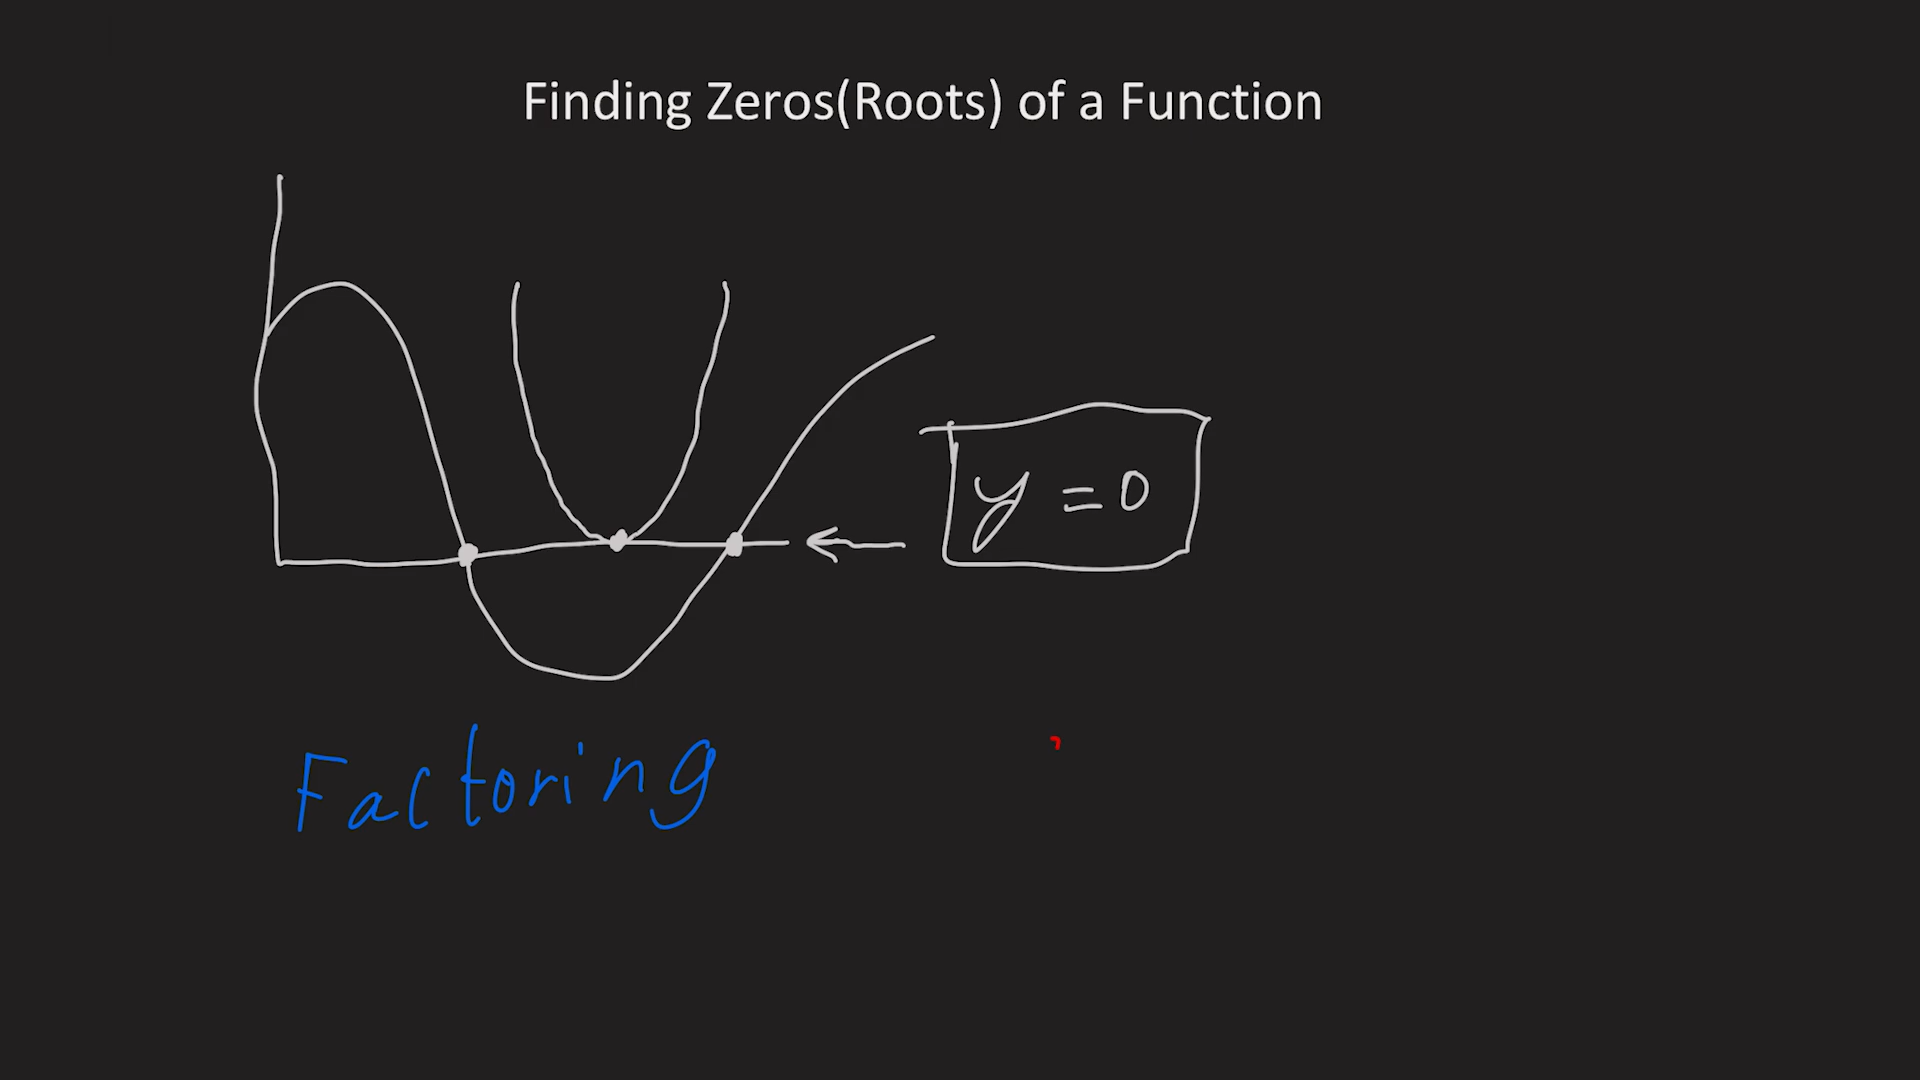 Finding Zeros(Roots) of a Function
y = 0
Factoring